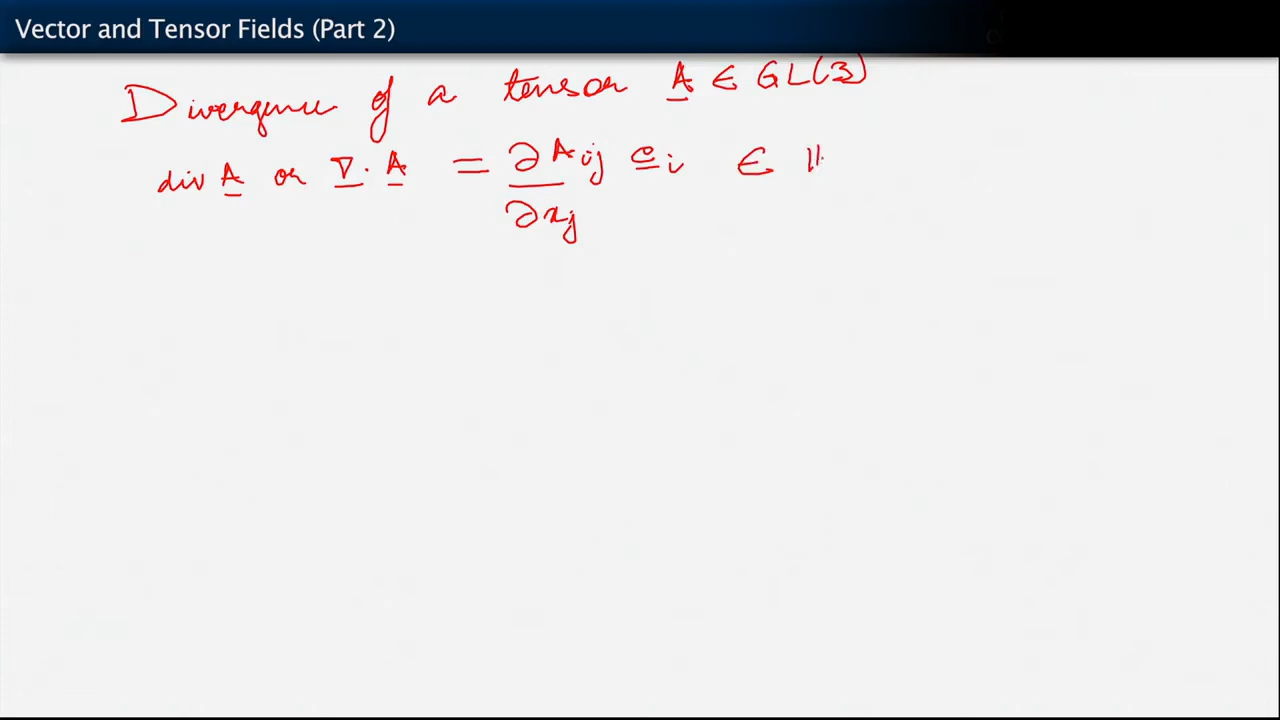 Vector and Tensor Fields (Part 2)
Divergence of a tensor A ∈ GL(3)
div A or ∇ · A = ∂Aij/∂xj ei ∈